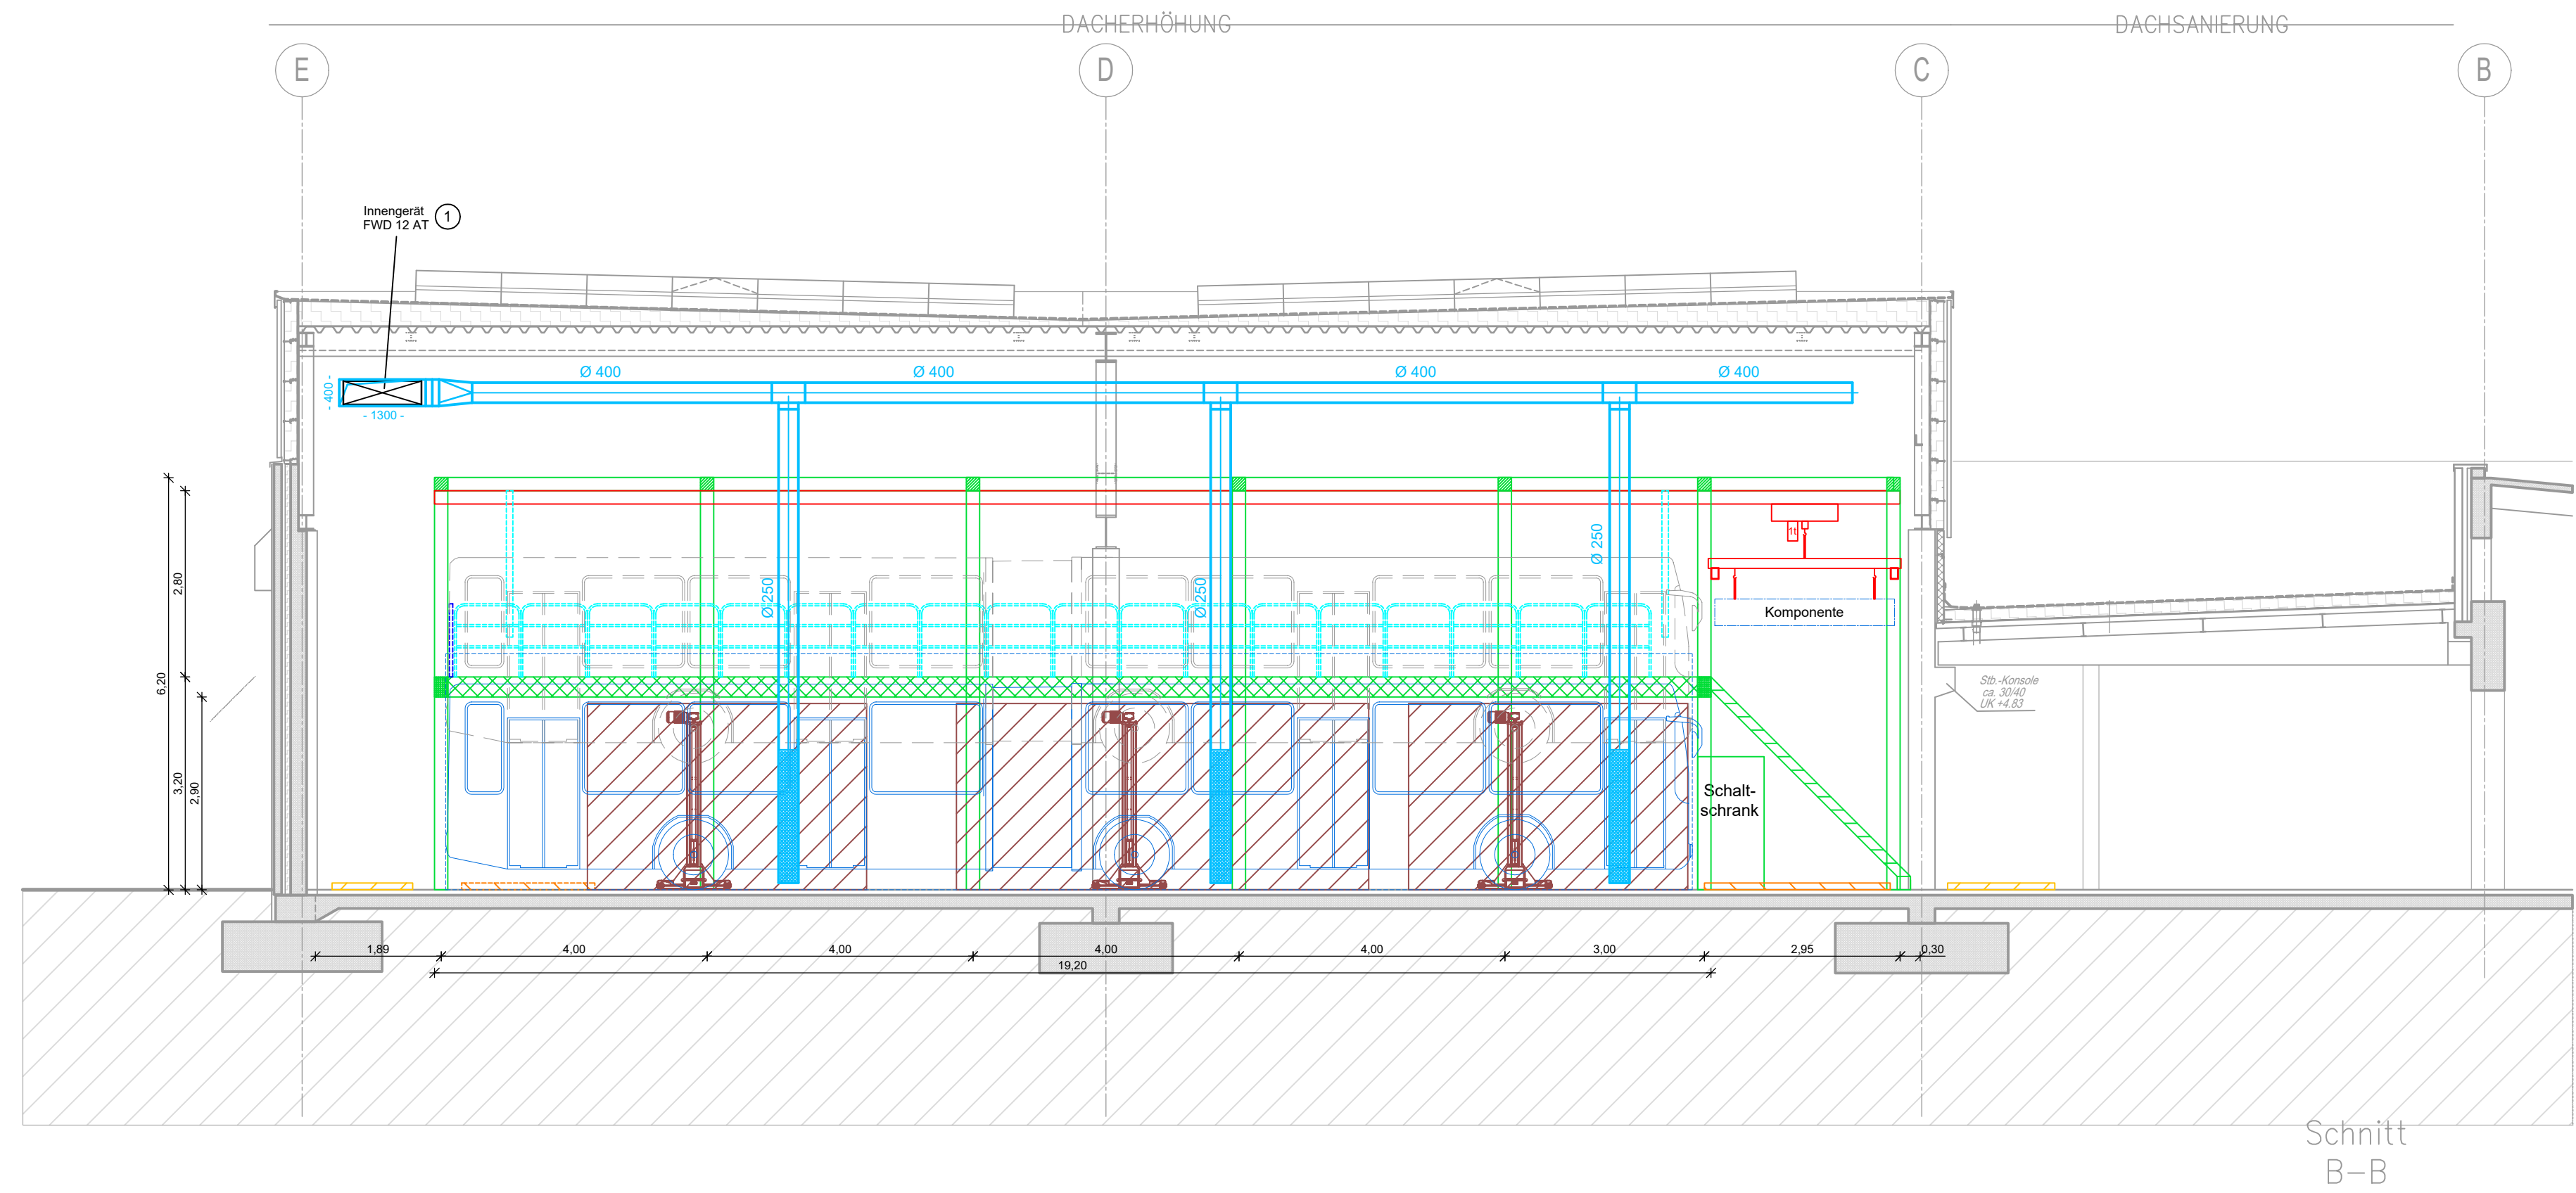 DACHERHÖHUNG
DACHSANIERUNG
E
D
C
B
Innengerät
FWD 12 AT
1
Ø 400
Ø 400
Ø 400
Ø 400
- 400 -
- 1300 -
Ø 250
Ø 250
Ø 250
1t
Komponente
6,20
2,80
3,20
2,90
Stb.-Konsole
ca. 30/40
UK +4.83
Schalt-
schrank
1,89
4,00
4,00
4,00
4,00
3,00
2,95
0,30
19,20
Schnitt
B-B